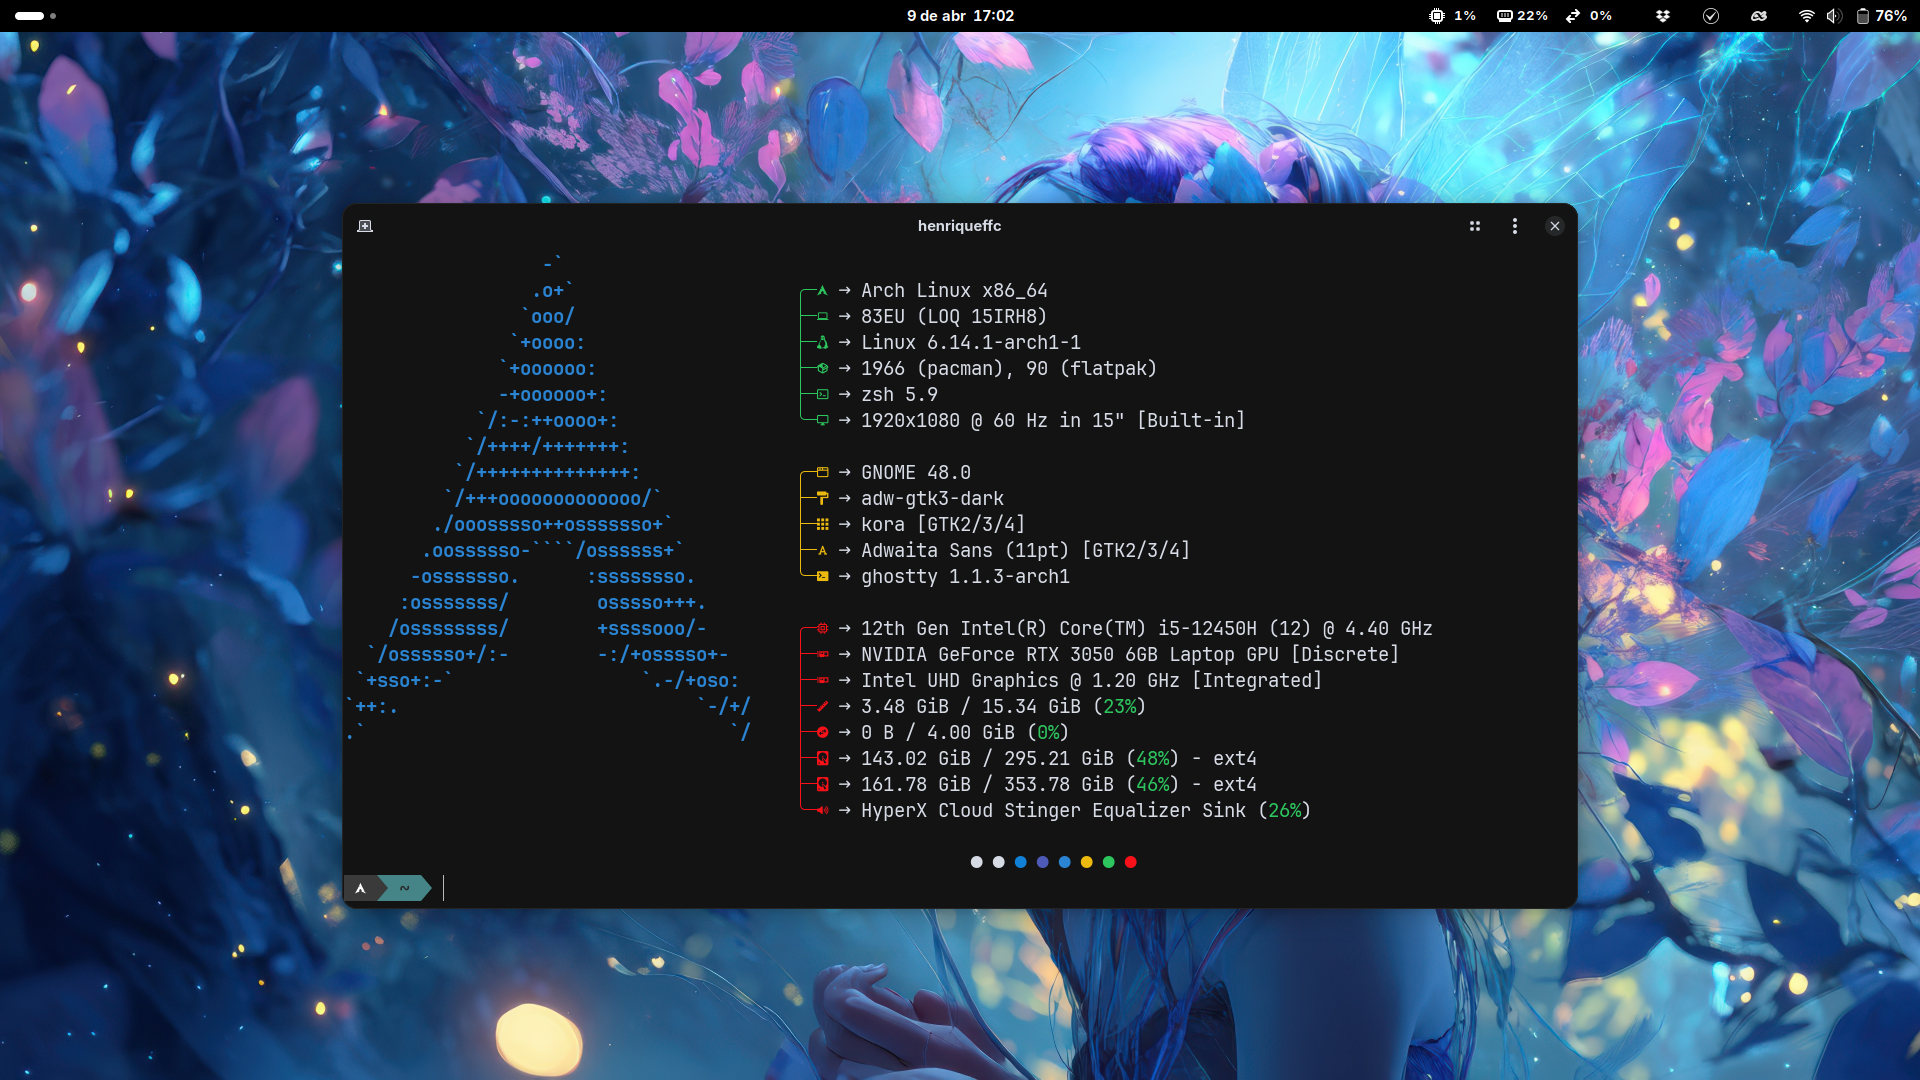 9 de abr 17:02
1%
22%
0%
76%
henriqueffc
-`
.o+`
`ooo/
`+oooo:
`+oooooo:
-+oooooo+:
`/:-:++oooo+:
`/++++/+++++++:
`/++++++++++++++:
`/+++ooooooooooooo/`
./ooosssso++osssssso+`
.oossssso-````/ossssss+`
-osssssso.      :ssssssso.
:osssssss/        osssso+++.
/ossssssss/        +ssssooo/-
`/ossssso+/:-        -:/+osssso+-
`+sso+:-`                 `.-/+oso:
`++:.                           `-/+/
.`                                 `/
→ Arch Linux x86_64
→ 83EU (LOQ 15IRH8)
→ Linux 6.14.1-arch1-1
→ 1966 (pacman), 90 (flatpak)
→ zsh 5.9
→ 1920x1080 @ 60 Hz in 15" [Built-in]
→ GNOME 48.0
→ adw-gtk3-dark
→ kora [GTK2/3/4]
→ Adwaita Sans (11pt) [GTK2/3/4]
→ ghostty 1.1.3-arch1
→ 12th Gen Intel(R) Core(TM) i5-12450H (12) @ 4.40 GHz
→ NVIDIA GeForce RTX 3050 6GB Laptop GPU [Discrete]
→ Intel UHD Graphics @ 1.20 GHz [Integrated]
→ 3.48 GiB / 15.34 GiB (23%)
→ 0 B / 4.00 GiB (0%)
→ 143.02 GiB / 295.21 GiB (48%) - ext4
→ 161.78 GiB / 353.78 GiB (46%) - ext4
→ HyperX Cloud Stinger Equalizer Sink (26%)
~